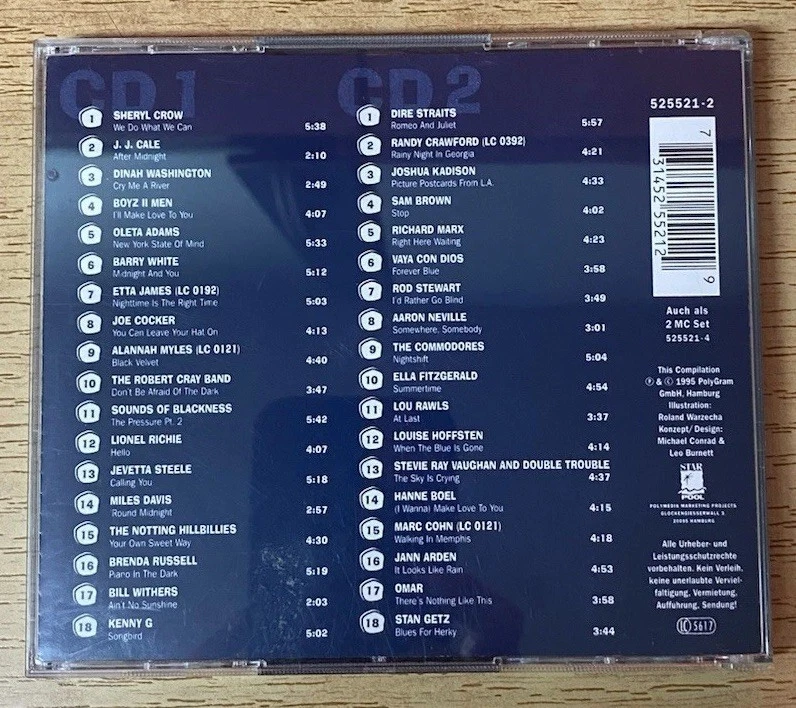 CD 1
1 SHERYL CROW
We Do What We Can 5:38
2 J. J. CALE
After Midnight 2:10
3 DINAH WASHINGTON
Cry Me A River 2:49
4 BOYZ II MEN
I'll Make Love To You 4:07
5 OLETA ADAMS
New York State Of Mind 5:33
6 BARRY WHITE
Midnight And You 5:12
7 ETTA JAMES (LC 0192)
Nighttime Is The Right Time 5:03
8 JOE COCKER
You Can Leave Your Hat On 4:13
9 ALANNAH MYLES (LC 0121)
Black Velvet 4:40
10 THE ROBERT CRAY BAND
Don't Be Afraid Of The Dark 3:47
11 SOUNDS OF BLACKNESS
The Pressure Pt. 2 5:42
12 LIONEL RICHIE
Hello 4:07
13 JEVETTA STEELE
Calling You 5:18
14 MILES DAVIS
'Round Midnight 2:57
15 THE NOTTING HILLBILLIES
Your Own Sweet Way 4:30
16 BRENDA RUSSELL
Piano In The Dark 5:19
17 BILL WITHERS
Ain't No Sunshine 2:03
18 KENNY G
Songbird 5:02
CD 2
1 DIRE STRAITS
Romeo And Juliet 5:57
2 RANDY CRAWFORD (LC 0392)
Rainy Night In Georgia 4:21
3 JOSHUA KADISON
Picture Postcards From L.A. 4:33
4 SAM BROWN
Stop 4:02
5 RICHARD MARX
Right Here Waiting 4:23
6 VAYA CON DIOS
Forever Blue 3:58
7 ROD STEWART
I'd Rather Go Blind 3:49
8 AARON NEVILLE
Somewhere, Somebody 3:01
9 THE COMMODORES
Nightshift 5:04
10 ELLA FITZGERALD
Summertime 4:54
11 LOU RAWLS
At Last 3:37
12 LOUISE HOFFSTEN
When The Blue Is Gone 4:14
13 STEVIE RAY VAUGHAN AND DOUBLE TROUBLE
The Sky Is Crying 4:37
14 HANNE BOEL
(I Wanna) Make Love To You 4:15
15 MARC COHN (LC 0121)
Walking In Memphis 4:18
16 JANN ARDEN
It Looks Like Rain 4:53
17 OMAR
There's Nothing Like This 3:58
18 STAN GETZ
Blues For Herky 3:44
525521-2
7 31452 55212 9
Auch als
2 MC Set
525521-4
This Compilation
℗ & © 1995 PolyGram
GmbH, Hamburg
Illustration:
Roland Warzecha
Konzept/Design:
Michael Conrad &
Leo Burnett
STAR
POOL
POLYMEDIA MARKETING PROJECTS
GLOCKENGIESSERWALL 3
20095 HAMBURG
Alle Urheber- und
Leistungsschutzrechte
vorbehalten. Kein Verleih,
keine unerlaubte Verviel-
fältigung, Vermietung,
Aufführung, Sendung!
LC 5617